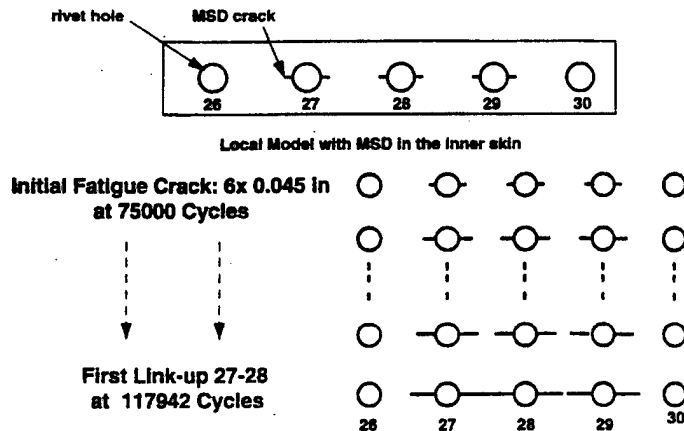 rivet hole
MSD crack
26 27 28 29 30
Local Model with MSD in the inner skin
Initial Fatigue Crack: 6x 0.045 in
at 75000 Cycles
First Link-up 27-28
at 117942 Cycles
26 27 28 29 30